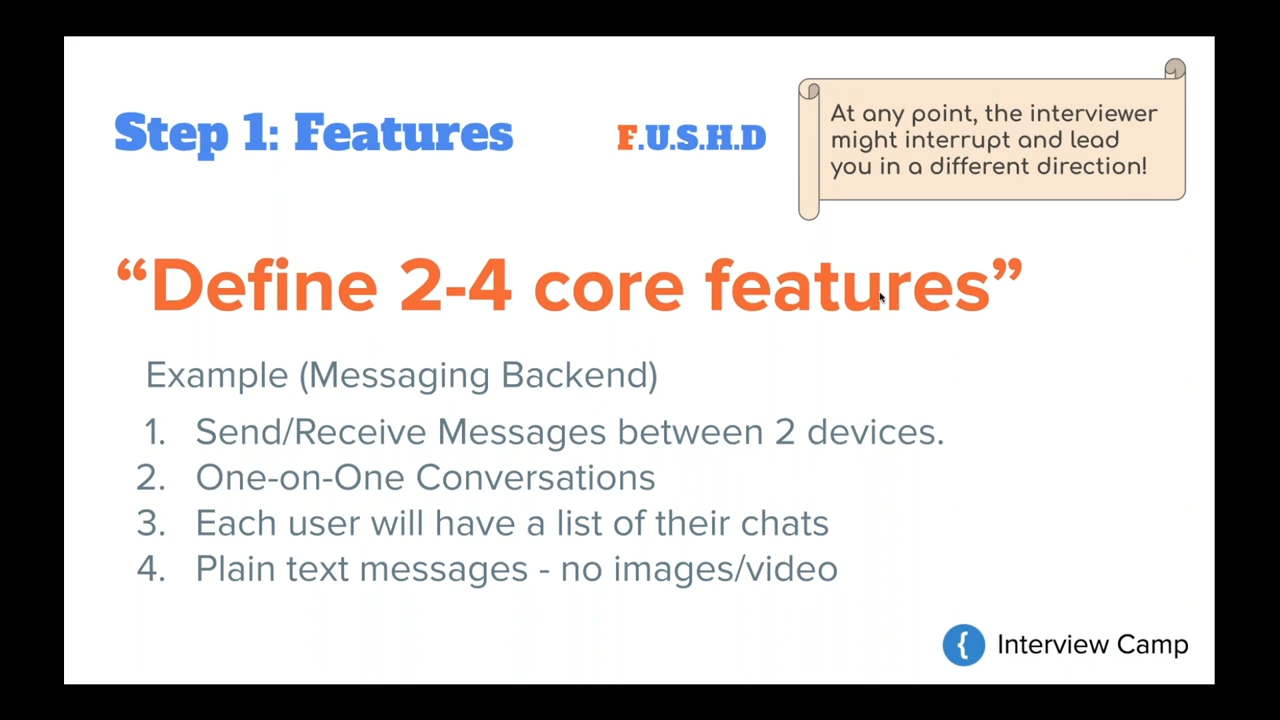 Step 1: Features
F.U.S.H.D
At any point, the interviewer
might interrupt and lead
you in a different direction!
“Define 2-4 core features”
Example (Messaging Backend)
1. Send/Receive Messages between 2 devices.
2. One-on-One Conversations
3. Each user will have a list of their chats
4. Plain text messages - no images/video
{ Interview Camp